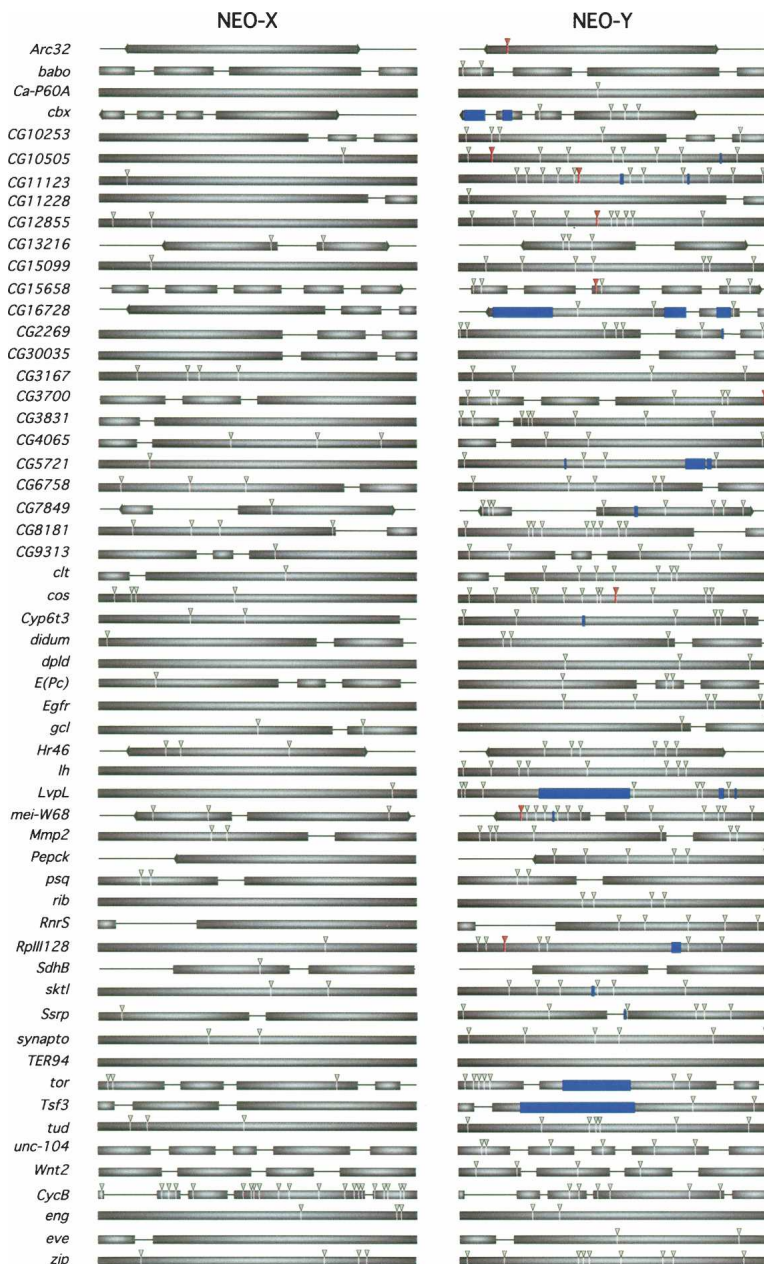 NEO-X NEO-Y
Arc32
babo
Ca-P60A
cbx
CG10253
CG10505
CG11123
CG11228
CG12855
CG13216
CG15099
CG15658
CG16728
CG2269
CG30035
CG3167
CG3700
CG3831
CG4065
CG5721
CG6758
CG7849
CG8181
CG9313
clt
cos
Cyp6t3
didum
dpld
E(Pc)
Egfr
gcl
Hr46
lh
LvpL
mei-W68
Mmp2
Pepck
psq
rib
RnrS
RpIII128
SdhB
sktl
Ssrp
synapto
TER94
tor
Tsf3
tud
unc-104
Wnt2
CycB
eng
eve
zip